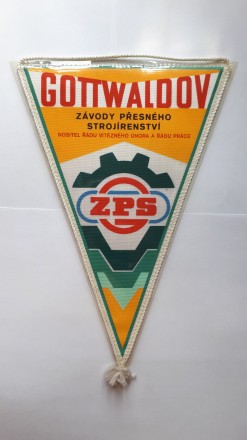 GOTTWALDOV
ZÁVODY PŘESNÉHO
STROJÍRENSTVÍ
NOSITEL ŘÁDU VÍTĚZNÉHO ÚNORA A ŘÁDU PRÁCE
ZPS